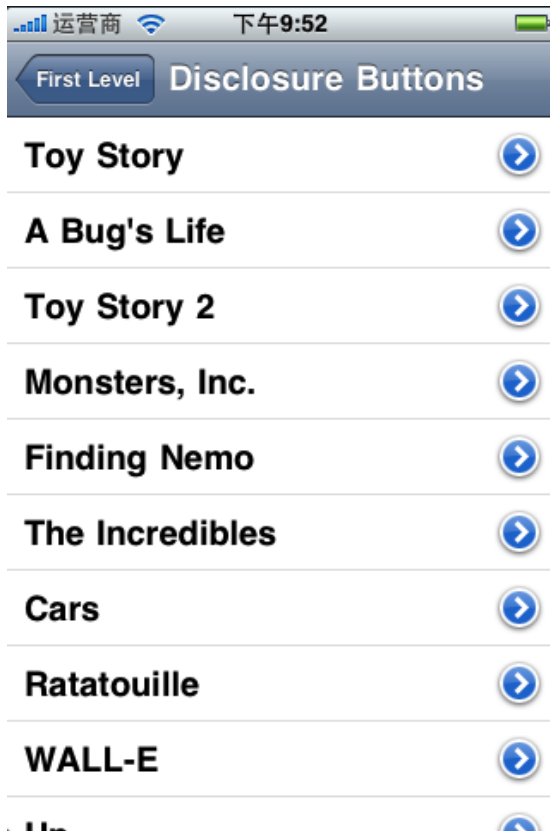 运营商 下午9:52
First Level Disclosure Buttons
Toy Story
A Bug's Life
Toy Story 2
Monsters, Inc.
Finding Nemo
The Incredibles
Cars
Ratatouille
WALL-E
Up